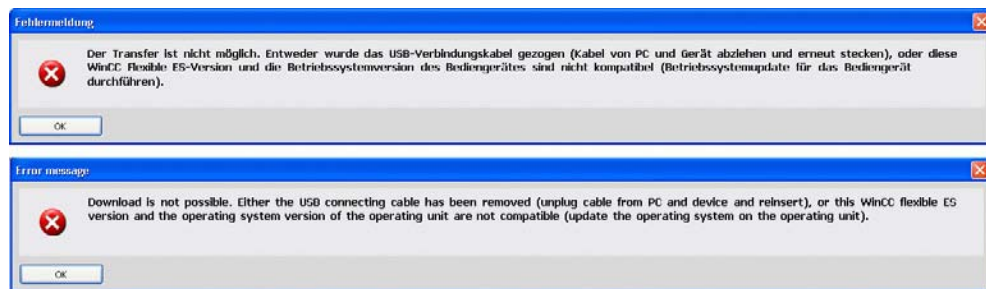 Fehlermeldung
Der Transfer ist nicht möglich. Entweder wurde das USB-Verbindungskabel gezogen (Kabel von PC und Gerät abziehen und erneut stecken), oder diese
WinCC Flexible ES-Version und die Betriebssystemversion des Bediengerätes sind nicht kompatibel (Betriebssystemupdate für das Bediengerät
durchführen).
OK
Error message
Download is not possible. Either the USB connecting cable has been removed (unplug cable from PC and device and reinsert), or this WinCC flexible ES
version and the operating system version of the operating unit are not compatible (update the operating system on the operating unit).
OK